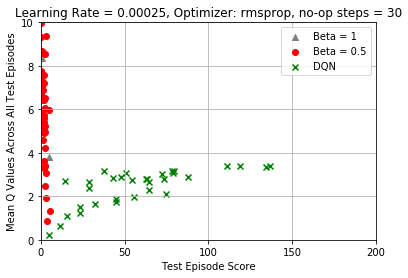 Learning Rate = 0.00025, Optimizer: rmsprop, no-op steps = 30
Beta = 1
Beta = 0.5
DQN
Mean Q Values Across All Test Episodes
10
8
6
4
2
0
0
50
100
150
200
Test Episode Score